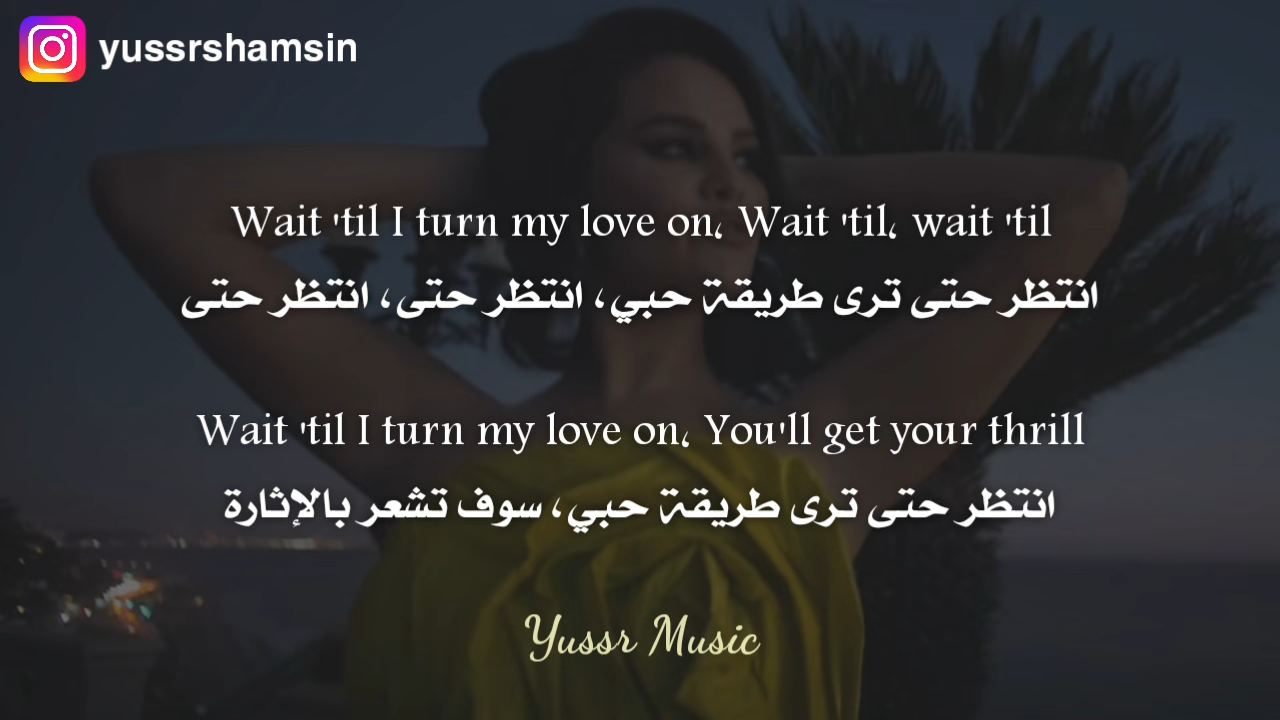 yussrshamsin
Wait 'til I turn my love on، Wait 'til، wait 'til
انتظر حتى ترى طريقة حبي، انتظر حتى، انتظر حتى
Wait 'til I turn my love on، You'll get your thrill
انتظر حتى ترى طريقة حبي، سوف تشعر بالإثارة
Yussr Music